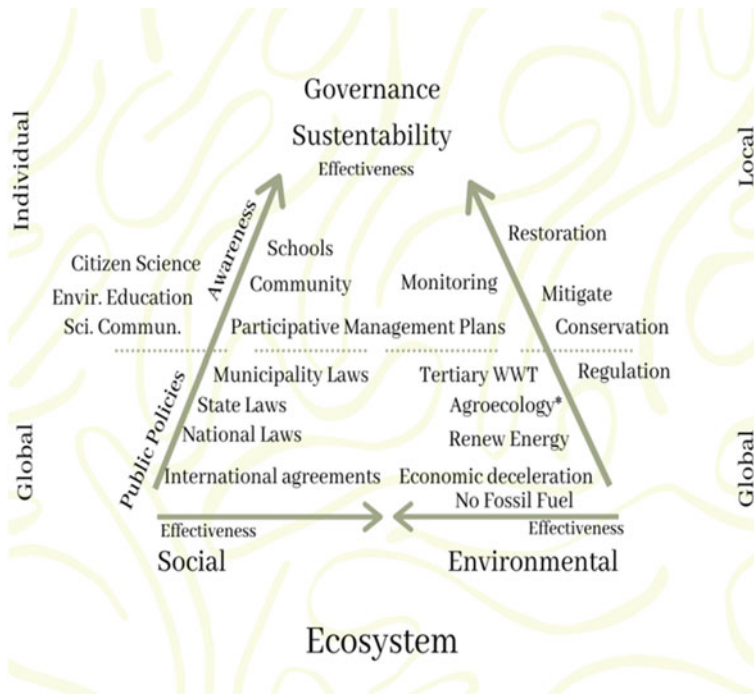 Governance
Sustentability
Effectiveness
Individual
Local
Awareness
Restoration
Schools
Citizen Science
Community
Monitoring
Envir. Education
Mitigate
Sci. Commun.
Participative Management Plans
Conservation
Municipality Laws
Tertiary WWT
Regulation
State Laws
Agroecology*
National Laws
Renew Energy
Public Policies
Global
Global
International agreements
Economic deceleration
No Fossil Fuel
Effectiveness
Effectiveness
Social
Environmental
Ecosystem